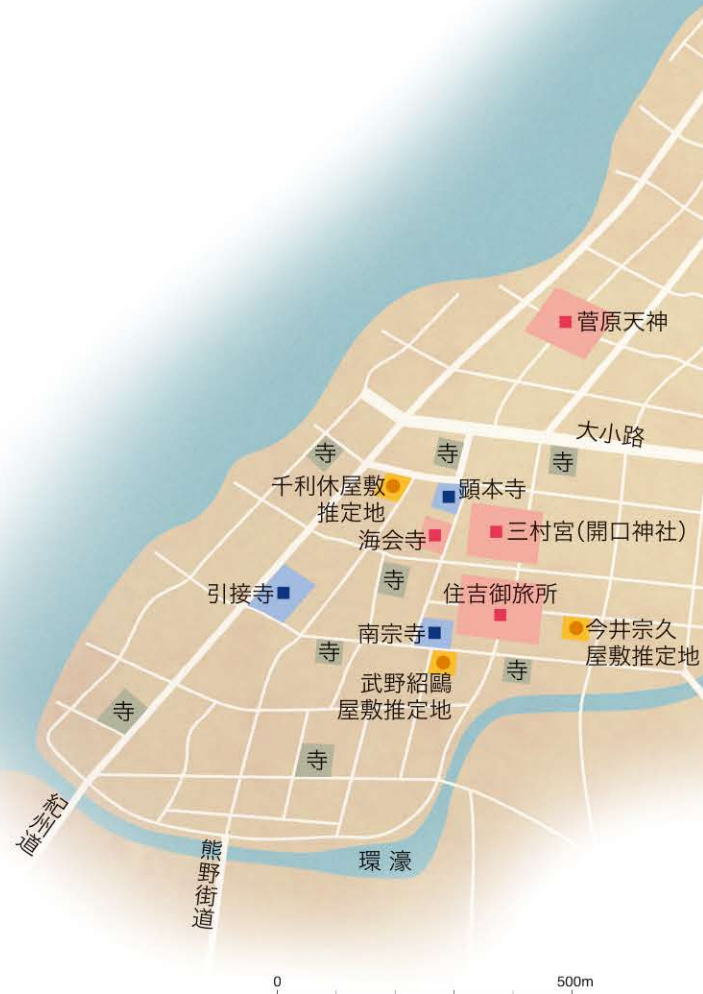 菅原天神
大小路
寺
寺
寺
千利休屋敷
推定地
顕本寺
海会寺
三村宮(開口神社)
寺
引接寺
住吉御旅所
南宗寺
今井宗久
屋敷推定地
寺
寺
武野紹鷗
屋敷推定地
寺
寺
紀州道
熊野街道
環濠
0
500m